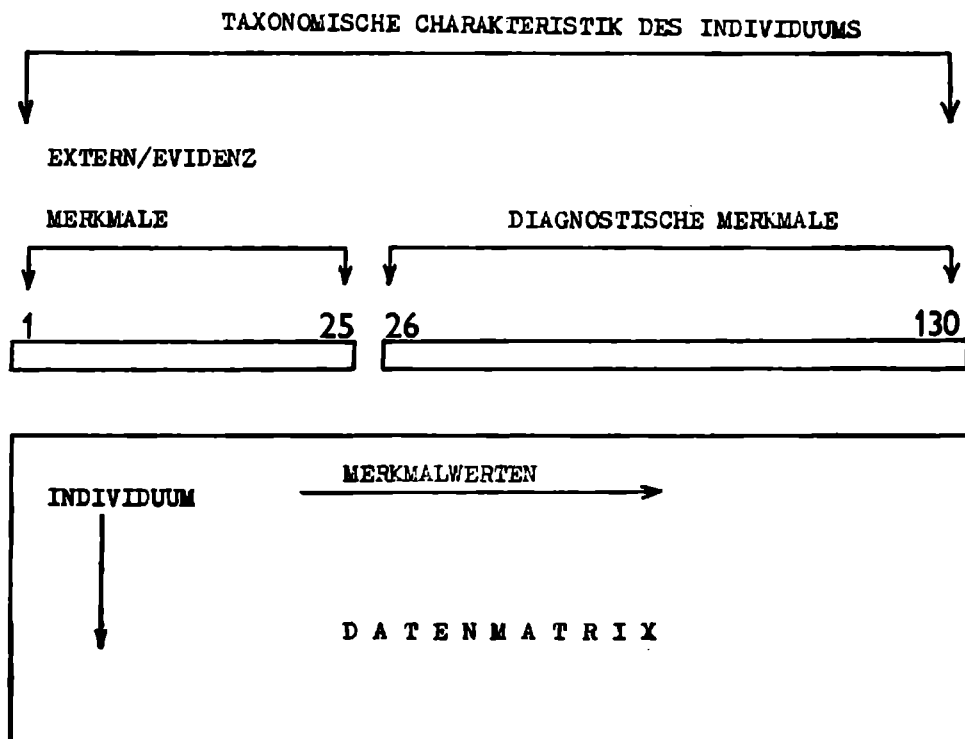 TAXONOMISCHE CHARAKTERISTIK DES INDIVIDUUMS
EXTERN/EVIDENZ
MERKMALE
DIAGNOSTISCHE MERKMALE
1 25 26 130
MERKMALWERTEN
INDIVIDUUM
D A T E N M A T R I X